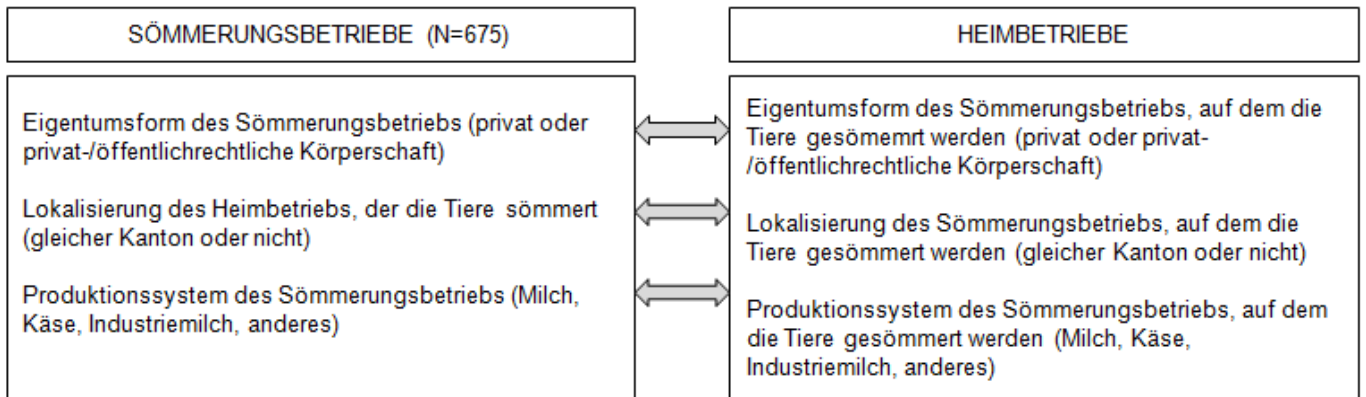 SÖMMERUNGSBETRIEBE (N=675)
HEIMBETRIEBE
Eigentumsform des Sömmerungsbetriebs (privat oder
privat-/öffentlichrechtliche Körperschaft)
Lokalisierung des Heimbetriebs, der die Tiere sömmert
(gleicher Kanton oder nicht)
Produktionssystem des Sömmerungsbetriebs (Milch,
Käse, Industriemilch, anderes)
Eigentumsform des Sömmerungsbetriebs, auf dem die
Tiere gesömemrt werden (privat oder privat-
/öffentlichrechtliche Körperschaft)
Lokalisierung des Sömmerungsbetriebs, auf dem die
Tiere gesömmert werden (gleicher Kanton oder nicht)
Produktionssystem des Sömmerungsbetriebs, auf dem
die Tiere gesömmert werden (Milch, Käse,
Industriemilch, anderes)